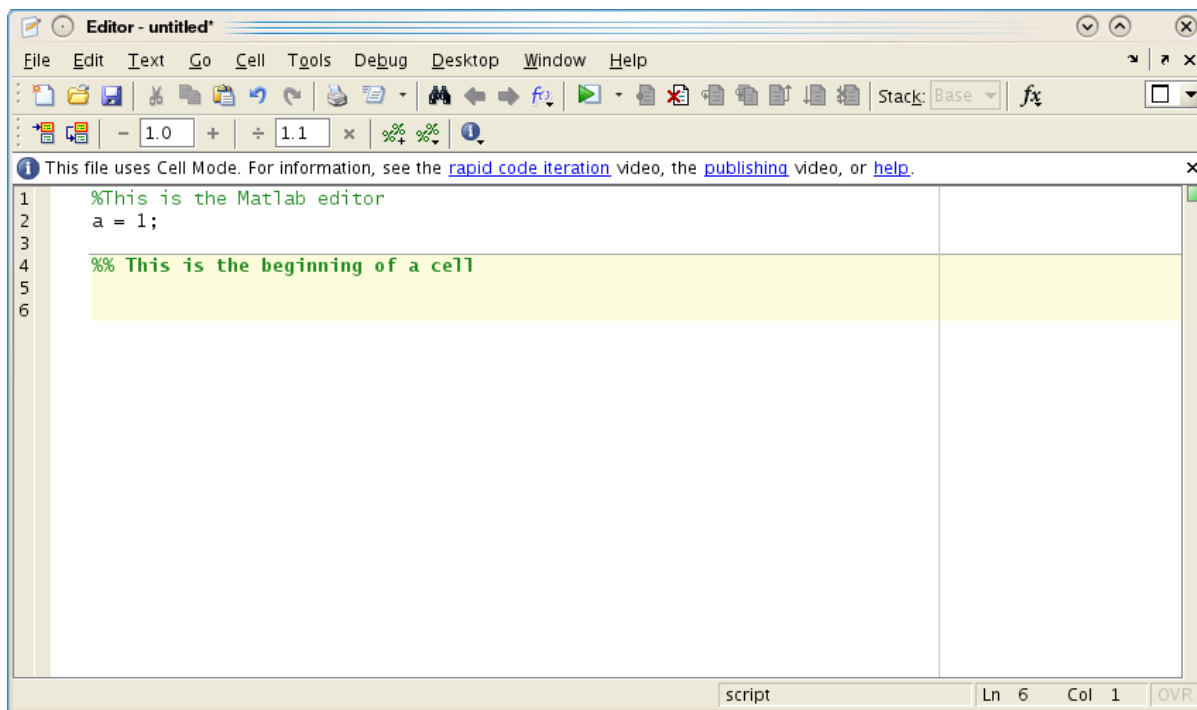 Editor - untitled*
File Edit Text Go Cell Tools Debug Desktop Window Help
Stack: Base fx
- 1.0 + ÷ 1.1 ×
This file uses Cell Mode. For information, see the rapid code iteration video, the publishing video, or help.
1 %This is the Matlab editor
2 a = 1;
3
4 %% This is the beginning of a cell
5
6
script Ln 6 Col 1 OVR